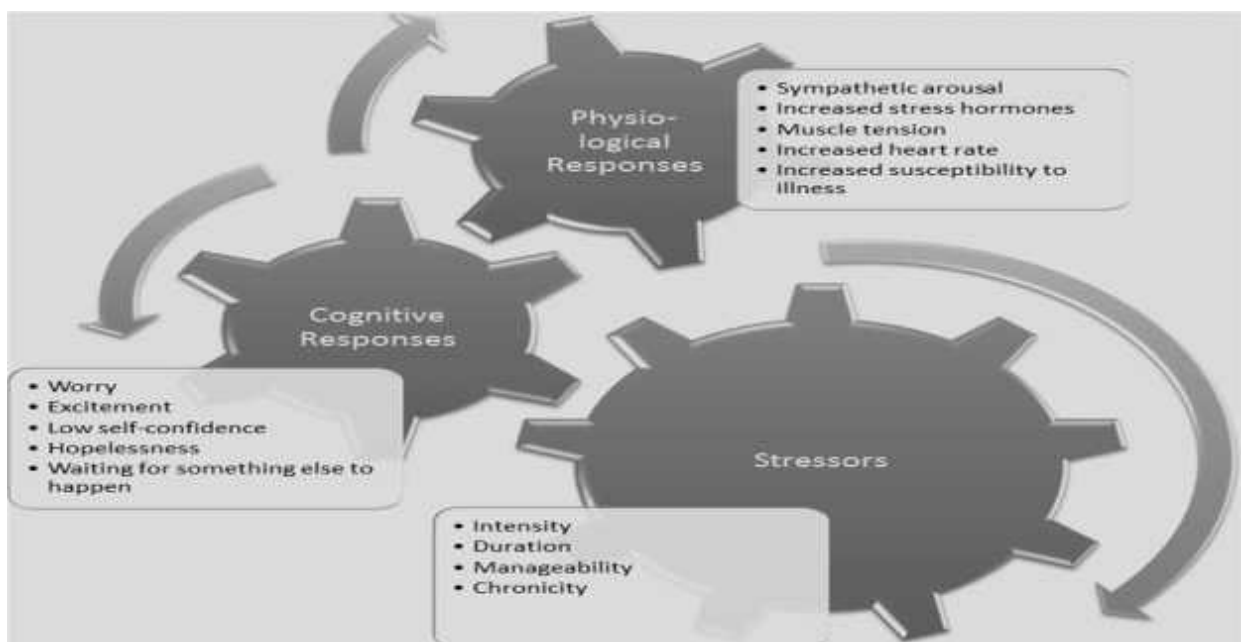 Physio-
logical
Responses
• Sympathetic arousal
• Increased stress hormones
• Muscle tension
• Increased heart rate
• Increased susceptibility to
illness
Cognitive
Responses
• Worry
• Excitement
• Low self-confidence
• Hopelessness
• Waiting for something else to
happen
Stressors
• Intensity
• Duration
• Manageability
• Chronicity